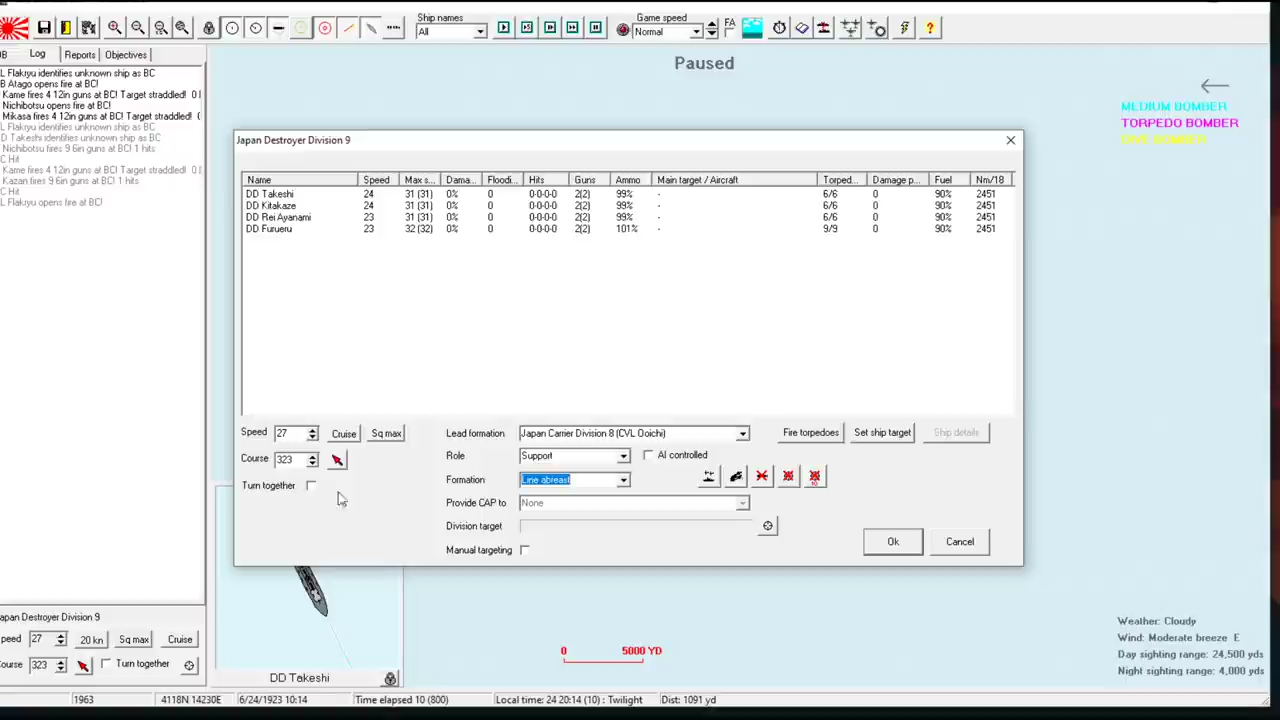 Ship names
All
Game speed
Normal
FA
Log
Reports
Objectives
Paused
L Flakiyu identifies unknown ship as BC
B Atago opens fire at BC!
Kame fires 4 12in guns at BC! Target straddled! 0
Nichibotsu opens fire at BC!
Mikasa fires 4 12in guns at BC! Target straddled! 0
L Flakiyu identifies unknown ship as BC
D Takeshi identifies unknown ship as BC
Nichibotsu fires 9 6in guns at BC! 1 hits
C Hit
Kame fires 4 12in guns at BC! Target straddled! 0
Kazan fires 9 6in guns at BC! 1 hits
C Hit
L Flakiyu opens fire at BC!
MEDIUM BOMBER
TORPEDO BOMBER
DIVE BOMBER
Japan Destroyer Division 9
Name Speed Max s... Dama... Floodi... Hits Guns Ammo Main target / Aircraft Torped... Damage p... Fuel Nm/18
DD Takeshi 24 31 (31) 0% 0 0-0-0-0 2(2) 99% - 6/6 0 90% 2451
DD Kitakaze 24 31 (31) 0% 0 0-0-0-0 2(2) 99% - 6/6 0 90% 2451
DD Rei Ayanami 23 31 (31) 0% 0 0-0-0-0 2(2) 99% - 6/6 0 90% 2451
DD Furueru 23 32 (32) 0% 0 0-0-0-0 2(2) 101% - 9/9 0 90% 2451
Speed 27 Cruise Sq max
Course 323
Turn together
Lead formation Japan Carrier Division 8 (CVL Ooichi)
Role Support AI controlled
Formation Line abreast
Provide CAP to None
Division target
Manual targeting
Fire torpedoes Set ship target Ship details
Ok Cancel
apan Destroyer Division 9
peed 27 20 kn Sq max Cruise
ourse 323 Turn together
DD Takeshi
0 5000 YD
Weather: Cloudy
Wind: Moderate breeze E
Day sighting range: 24,500 yds
Night sighting range: 4,000 yds
1963 4118N 14230E 6/24/1923 10:14 Time elapsed 10 (800) Local time: 24 20:14 (10) : Twilight Dist: 1091 yd